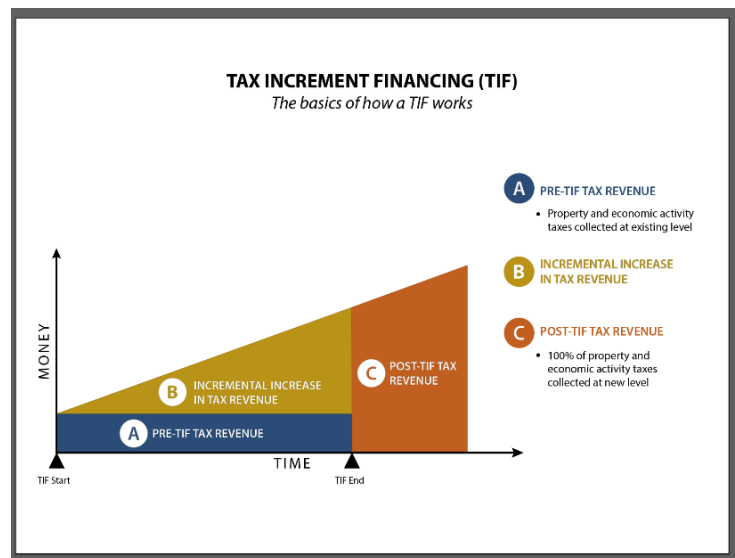 TAX INCREMENT FINANCING (TIF)
The basics of how a TIF works
A PRE-TIF TAX REVENUE
• Property and economic activity
taxes collected at existing level
B INCREMENTAL INCREASE
IN TAX REVENUE
C POST-TIF TAX REVENUE
• 100% of property and
economic activity taxes
collected at new level
MONEY
B INCREMENTAL INCREASE
IN TAX REVENUE
C POST-TIF TAX
REVENUE
A PRE-TIF TAX REVENUE
TIME
TIF Start
TIF End